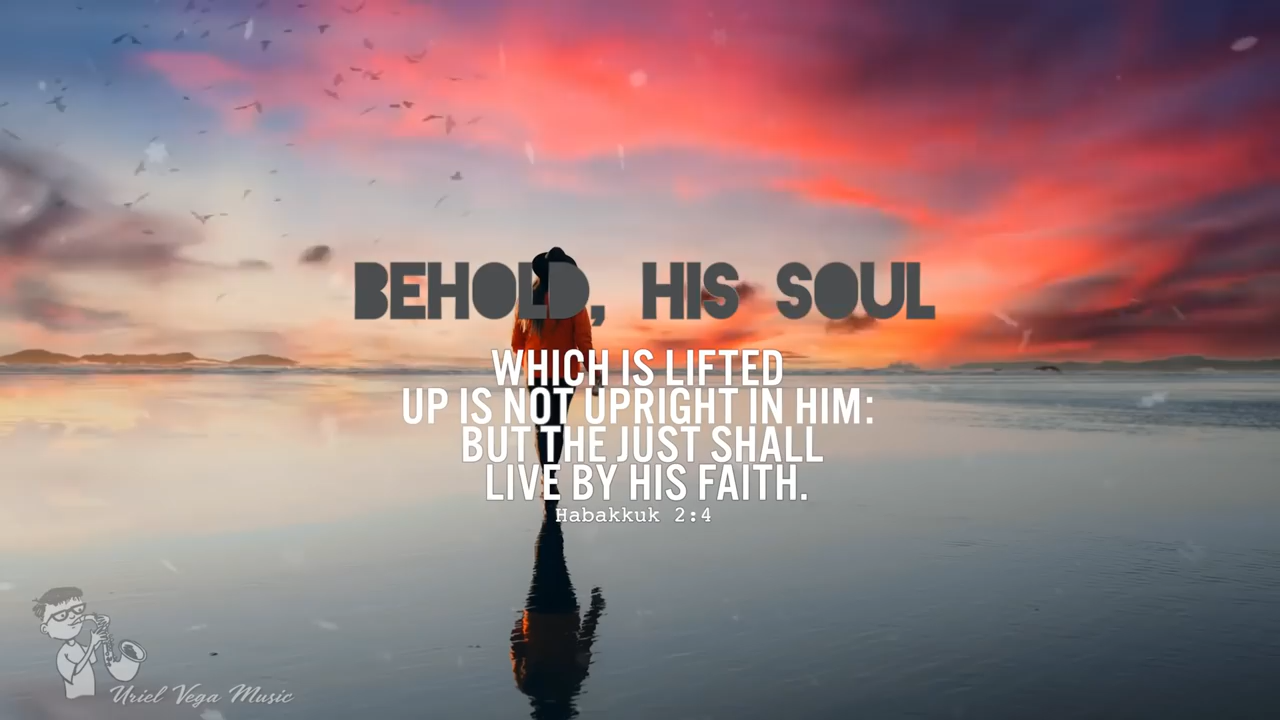 BEHOLD, HIS SOUL
WHICH IS LIFTED
UP IS NOT UPRIGHT IN HIM:
BUT THE JUST SHALL
LIVE BY HIS FAITH.
Habakkuk 2:4
Uriel Vega Music